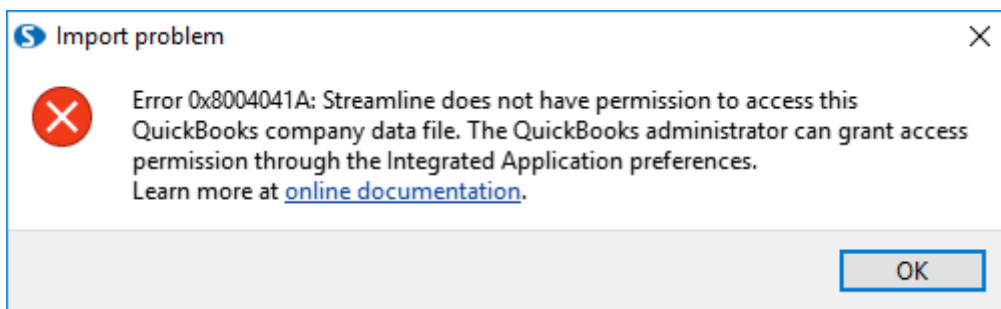 Import problem
Error 0x8004041A: Streamline does not have permission to access this
QuickBooks company data file. The QuickBooks administrator can grant access
permission through the Integrated Application preferences.
Learn more at online documentation.
OK